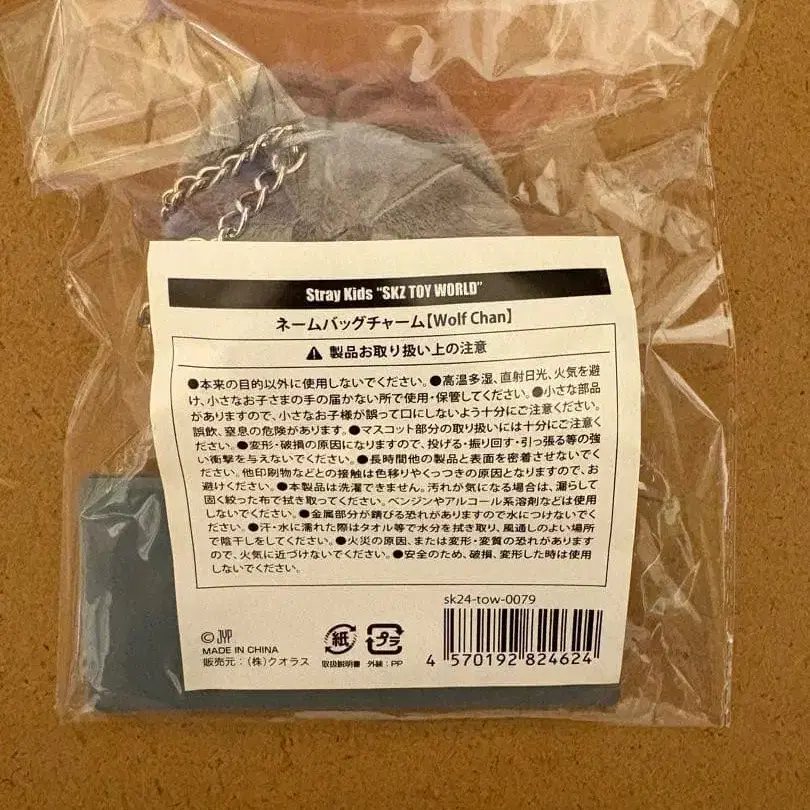 Stray Kids "SKZ TOY WORLD"
ネームバッグチャーム【Wolf Chan】
製品お取り扱い上の注意
●本来の目的以外に使用しないでください。●高温多湿、直射日光、火気を避
け、小さなお子さまの手の届かない所で使用・保管してください。●小さな部品
がありますので、小さなお子様が誤って口にしないよう十分にご注意ください。
誤飲、窒息の危険があります。●マスコット部分の取り扱いには十分にご注意く
ださい。●変形・破損の原因になりますので、投げる・振り回す・引っ張る等の強
い衝撃を与えないでください。●長時間他の製品と表面を密着させないでくだ
さい。他印刷物などとの接触は色移りやくっつきの原因となりますので、お
避けください。●本製品は洗濯できません。汚れが気になる場合は、濡らして
固く絞った布で拭き取ってください。ベンジンやアルコール系溶剤などは使用
しないでください。●金属部分が錆びる恐れがありますので水につけないでくだ
さい。●汗・水に濡れた際はタオル等で水分を拭き取り、風通しのよい場所
で陰干しをしてください。●火災の原因、または変形・変質の恐れがあります
ので、火気に近づけないでください。●安全のため、破損、変形した時は使用
しないでください。
sk24-tow-0079
© JYP
MADE IN CHINA
販売元：(株)クオラス
紙
取扱説明書
プラ
外装：PP
4 570192 824624